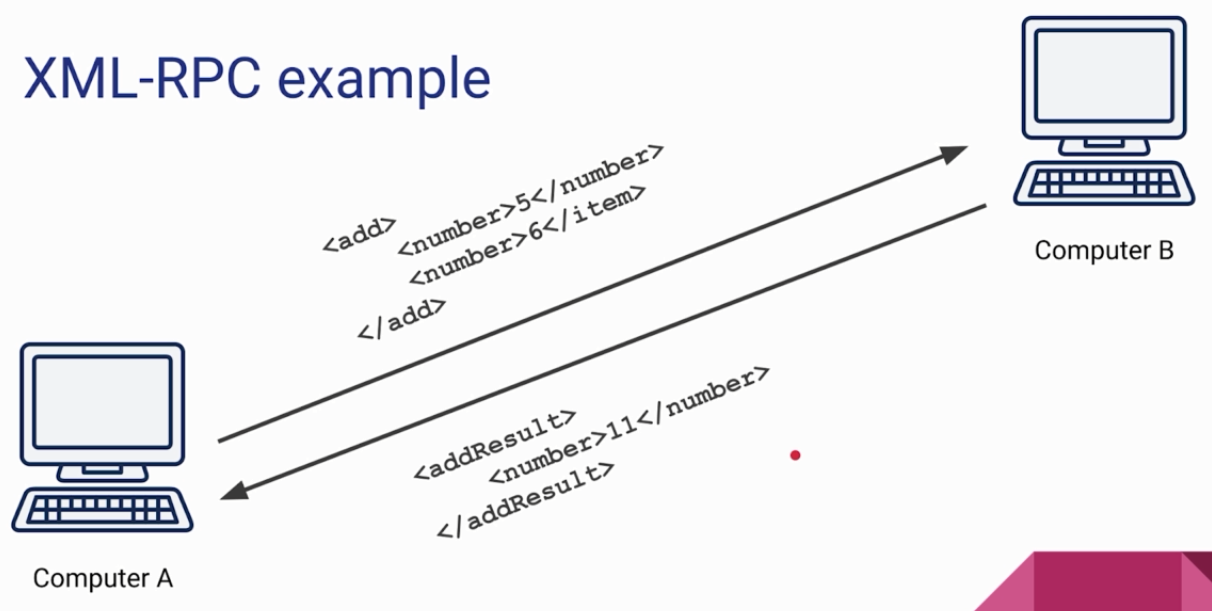 XML-RPC example
<add>
<number>5</number>
<number>6</item>
</add>
Computer B
<addResult>
<number>11</number>
</addResult>
Computer A